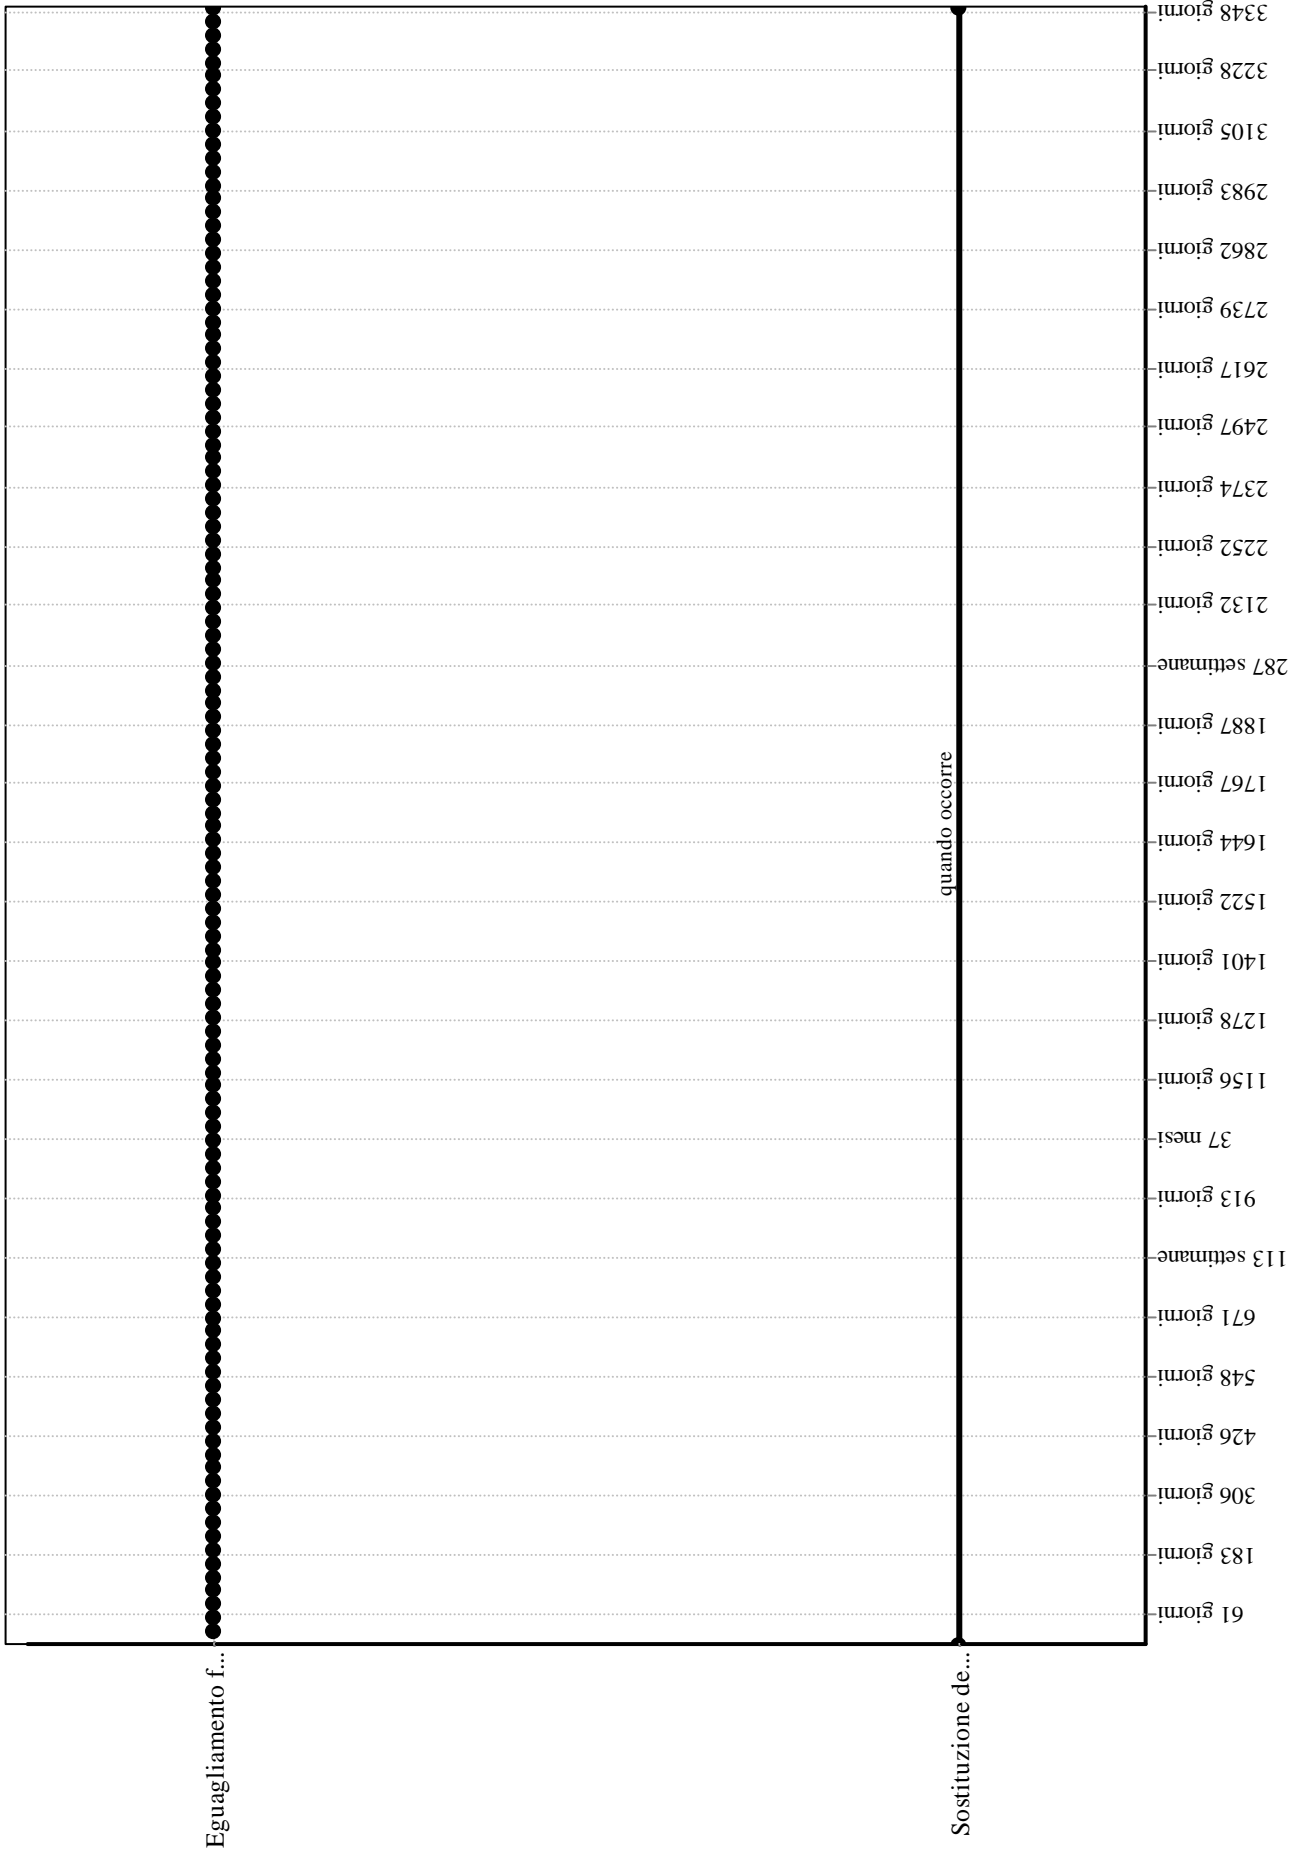 3348 giorni
3228 giorni
3105 giorni
2983 giorni
2862 giorni
2739 giorni
2617 giorni
2497 giorni
2374 giorni
2252 giorni
2132 giorni
287 settimane
1887 giorni
1767 giorni
1644 giorni
1522 giorni
1401 giorni
1278 giorni
1156 giorni
37 mesi
913 giorni
113 settimane
671 giorni
548 giorni
426 giorni
306 giorni
183 giorni
61 giorni
quando occorre
Eguagliamento f...
Sostituzione de...